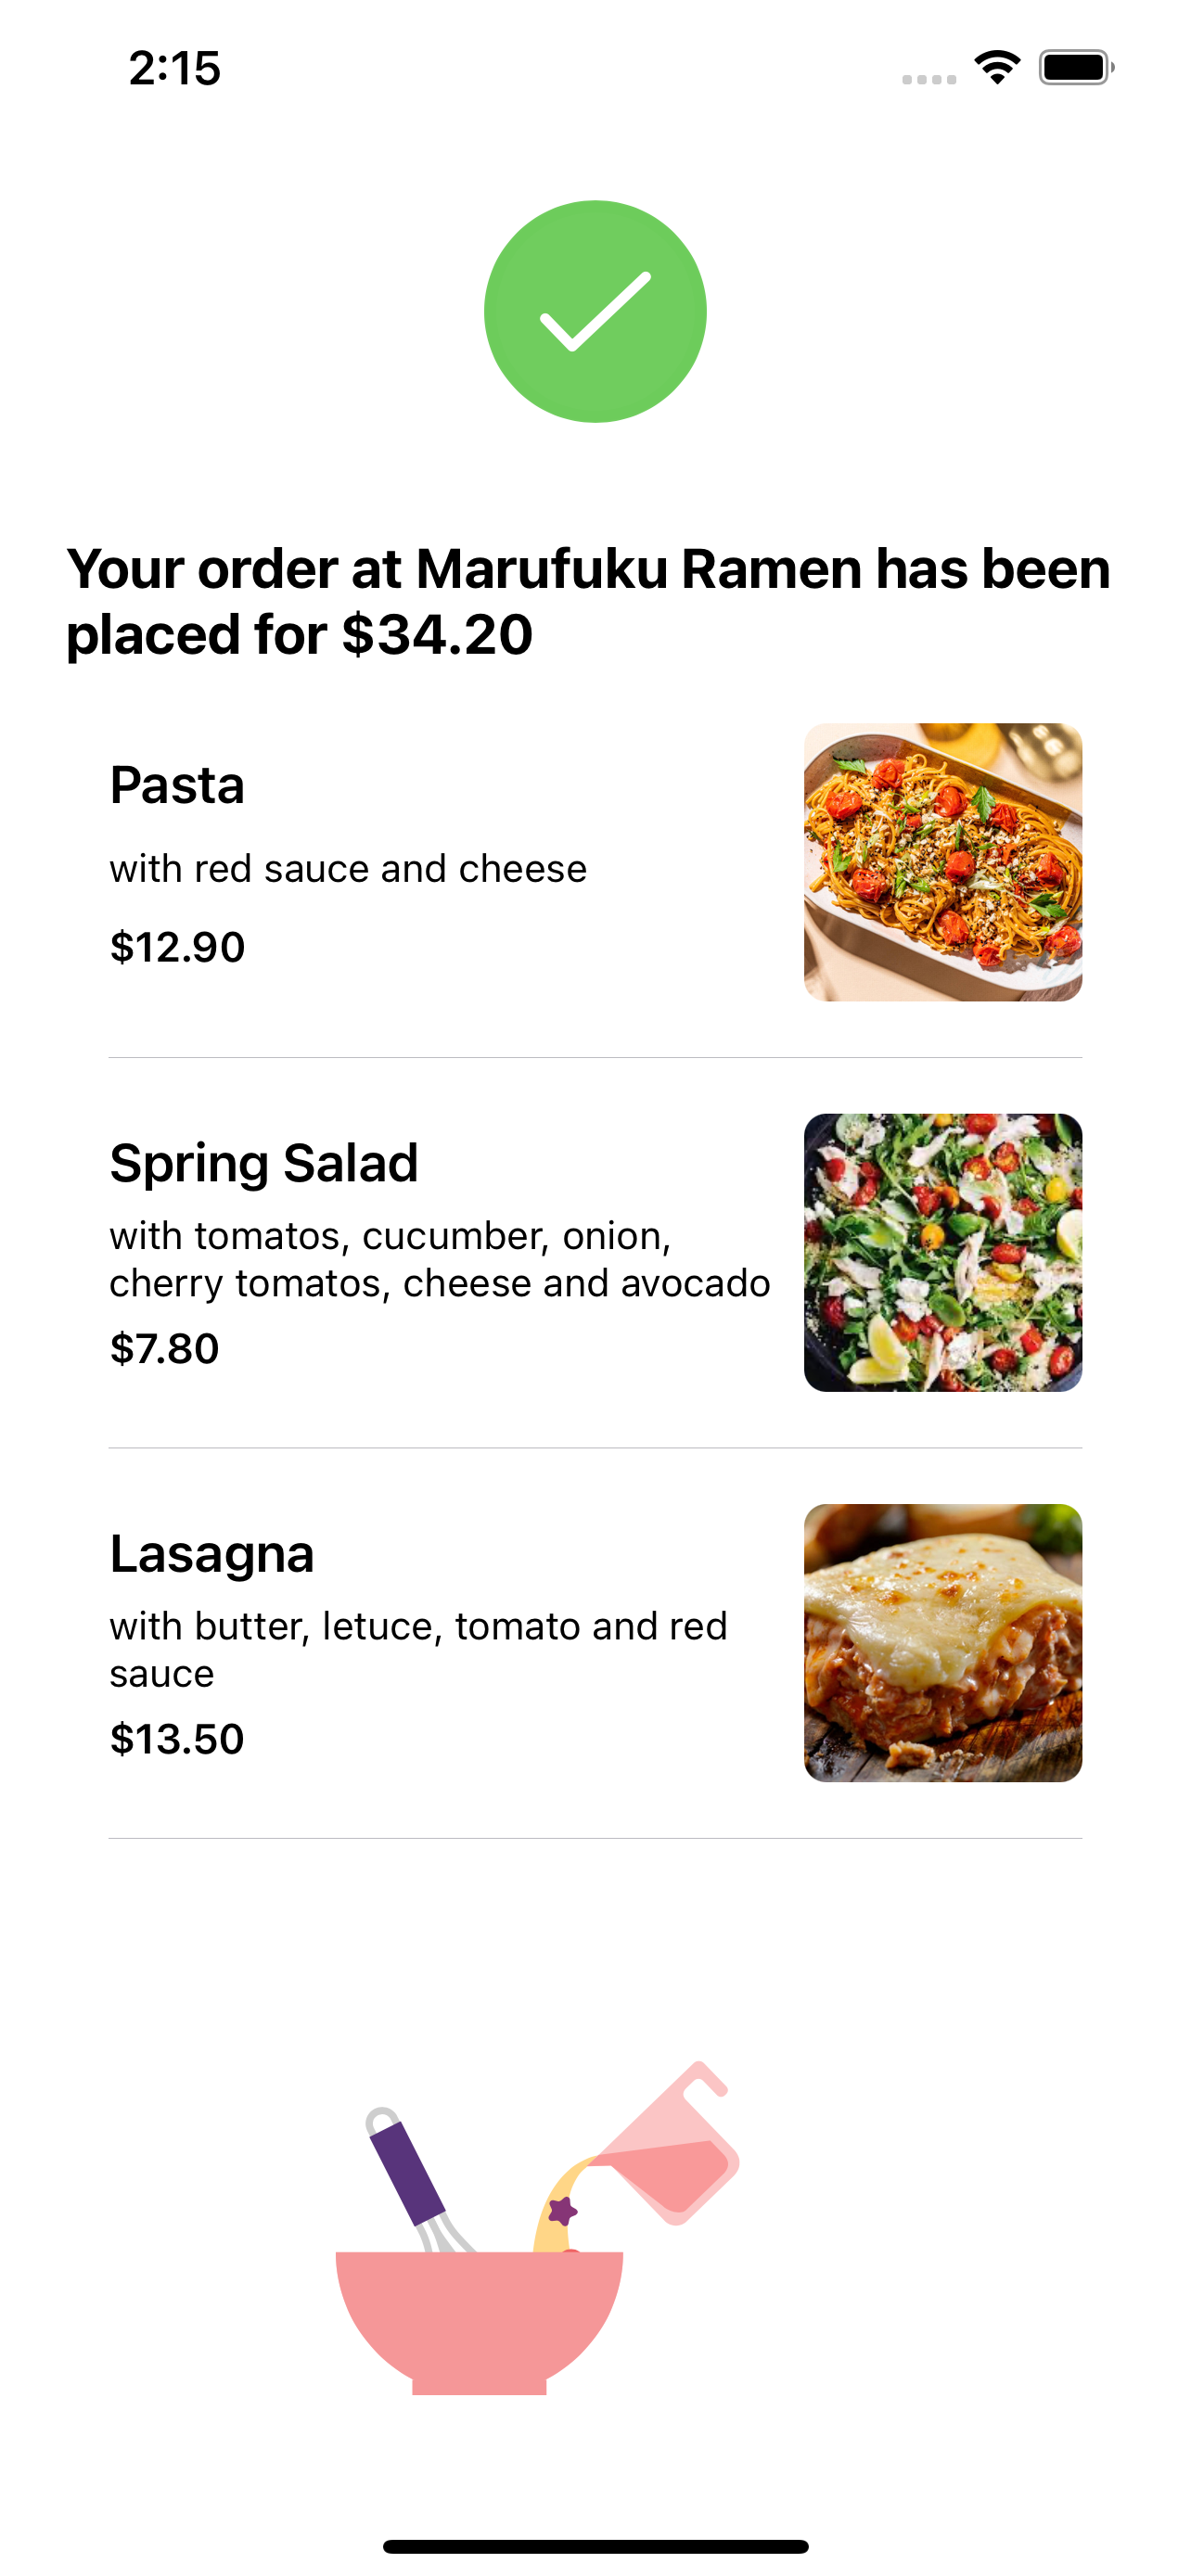 2:15
Your order at Marufuku Ramen has been
placed for $34.20
Pasta
with red sauce and cheese
$12.90
Spring Salad
with tomatos, cucumber, onion,
cherry tomatos, cheese and avocado
$7.80
Lasagna
with butter, letuce, tomato and red
sauce
$13.50